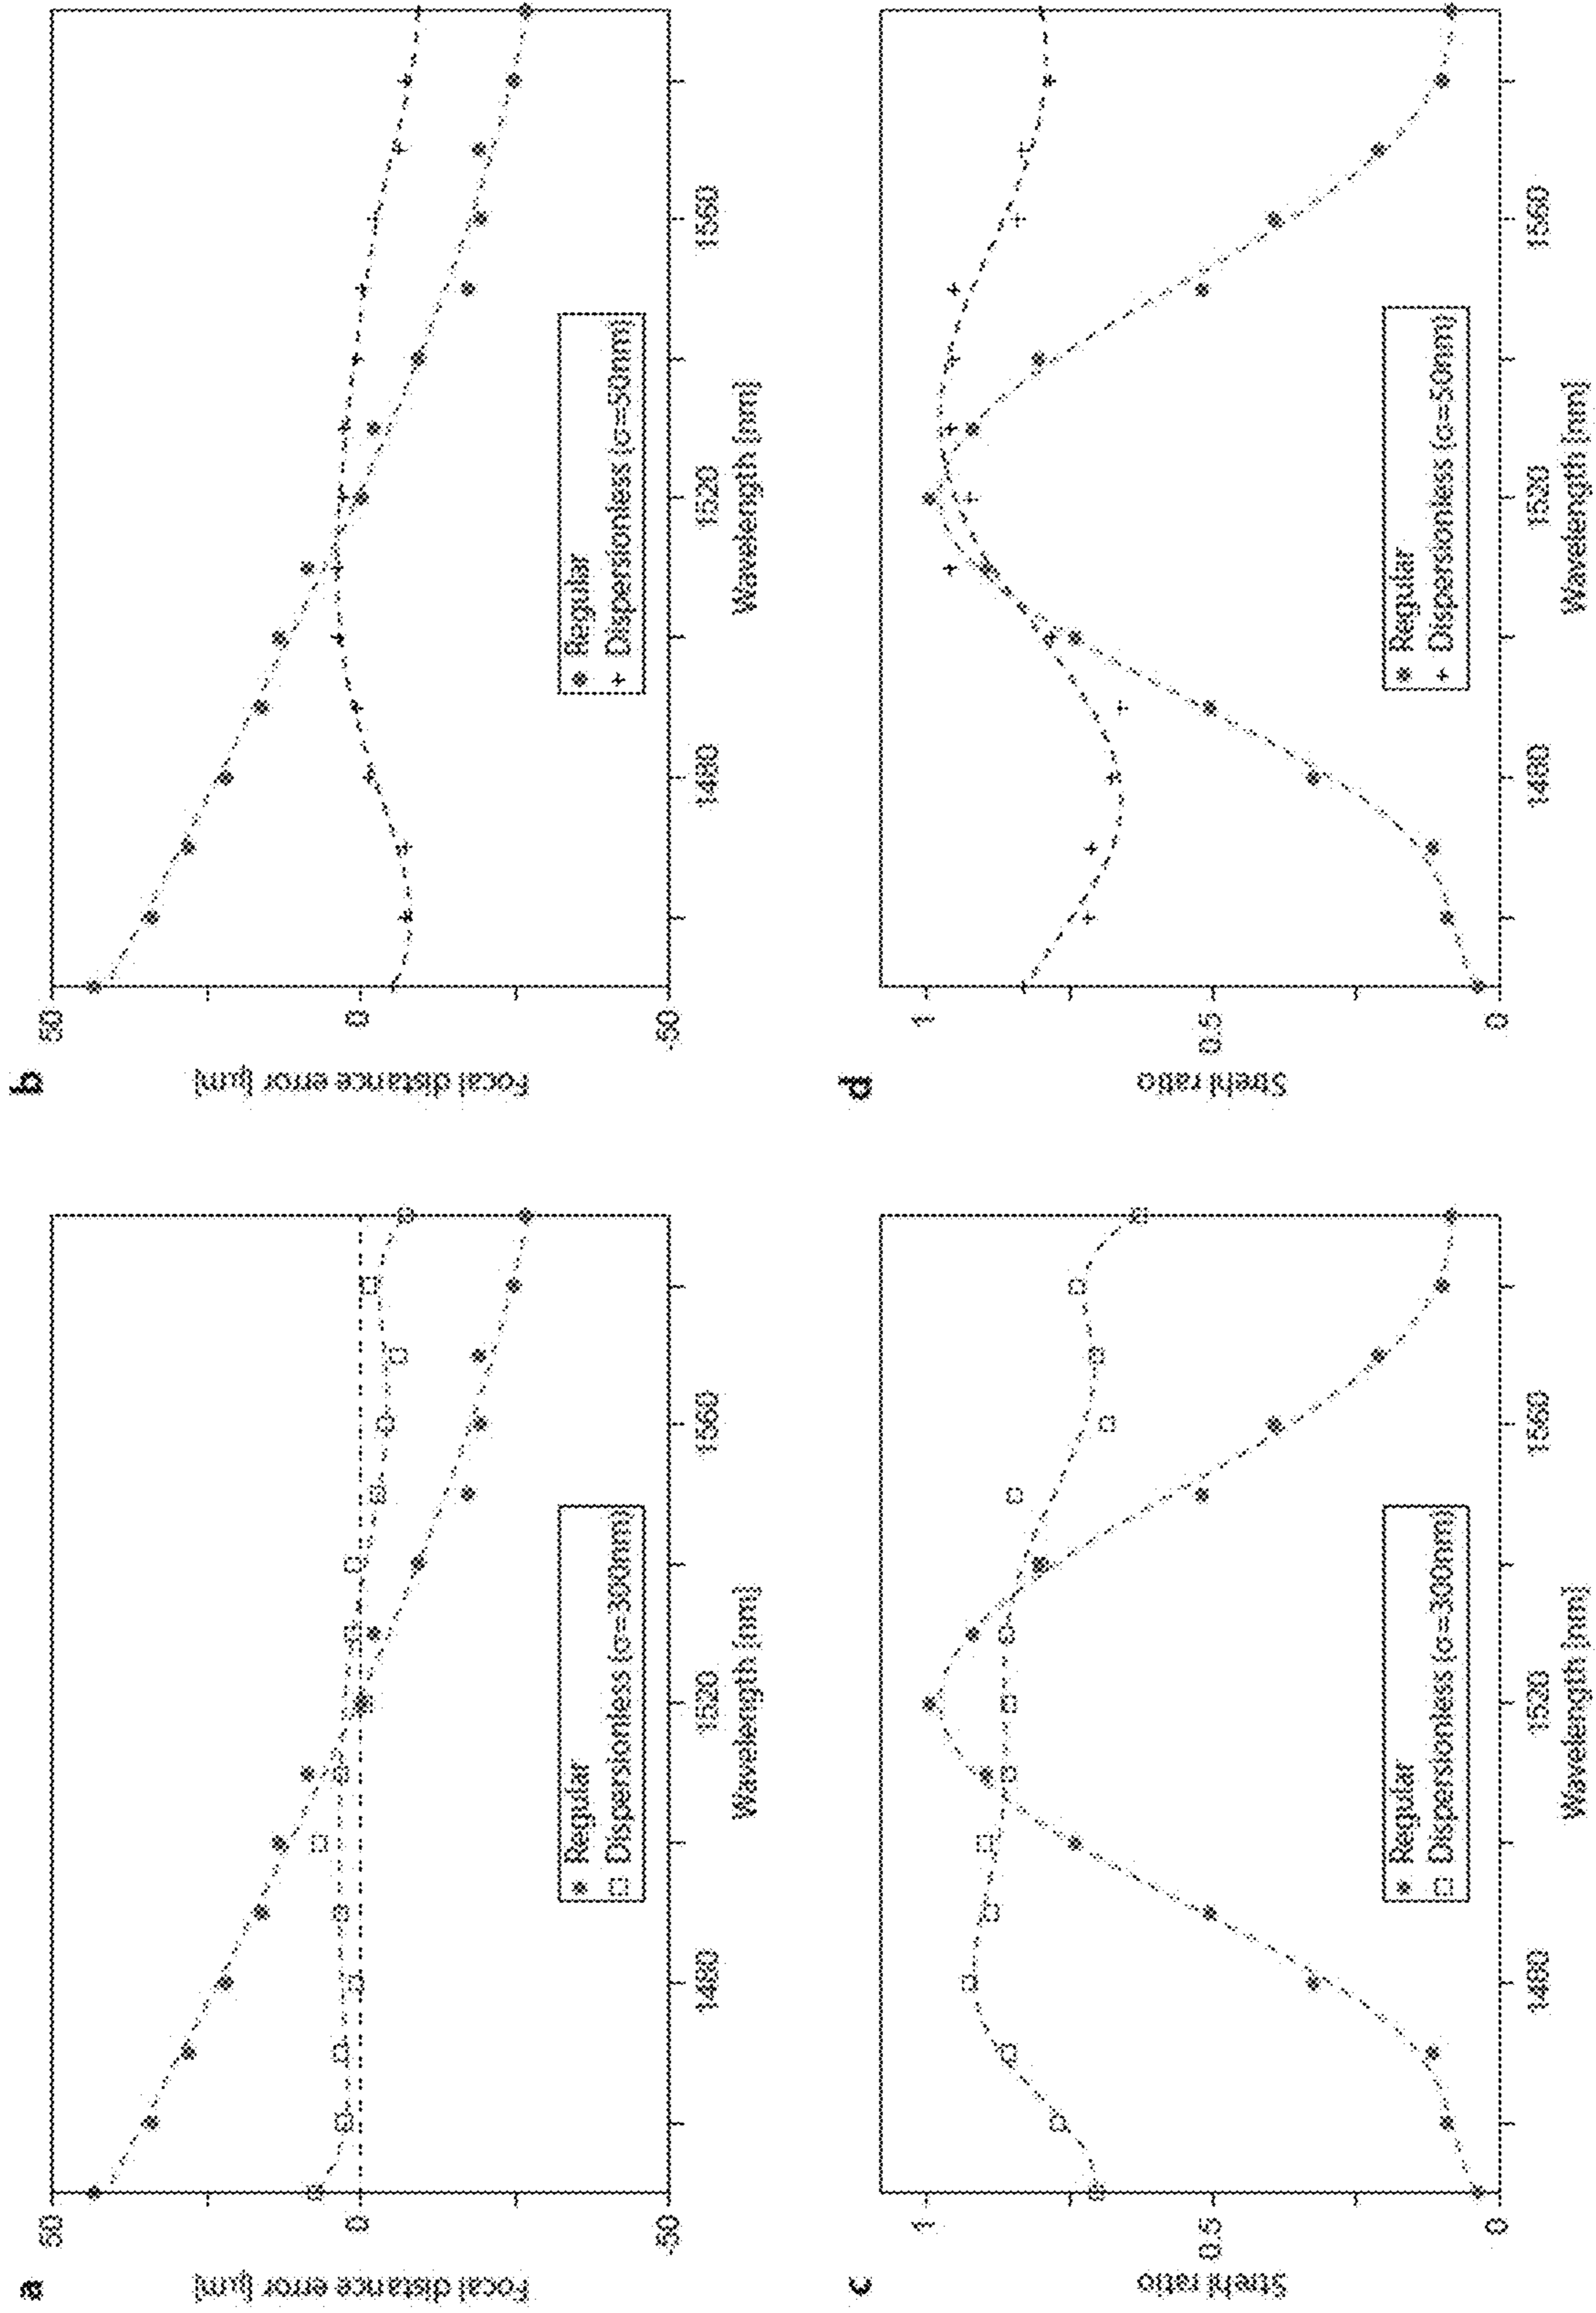 a
50
0
-50
Focal distance error [µm]
1480
1520
1560
Wavelength [nm]
Regular
Dispersionless (σ=300nm)
b
50
0
-50
Focal distance error [µm]
1480
1520
1560
Wavelength [nm]
Regular
Dispersionless (σ=50nm)
c
1
0.5
0
Strehl ratio
1480
1520
1560
Wavelength [nm]
Regular
Dispersionless (σ=300nm)
d
1
0.5
0
Strehl ratio
1480
1520
1560
Wavelength [nm]
Regular
Dispersionless (σ=50nm)